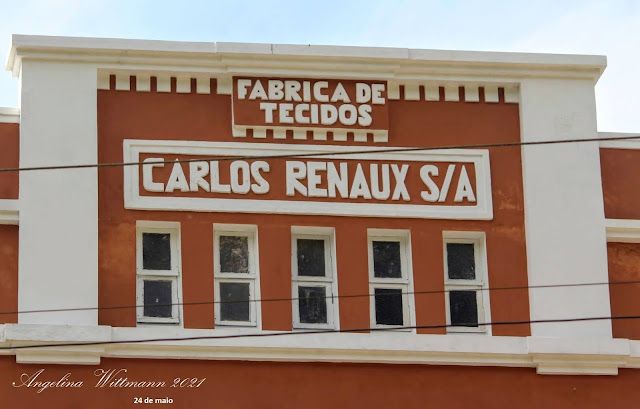 FABRICA DE
TECIDOS
CARLOS RENAUX S/A
Angelina Wittmann 2021
24 de maio